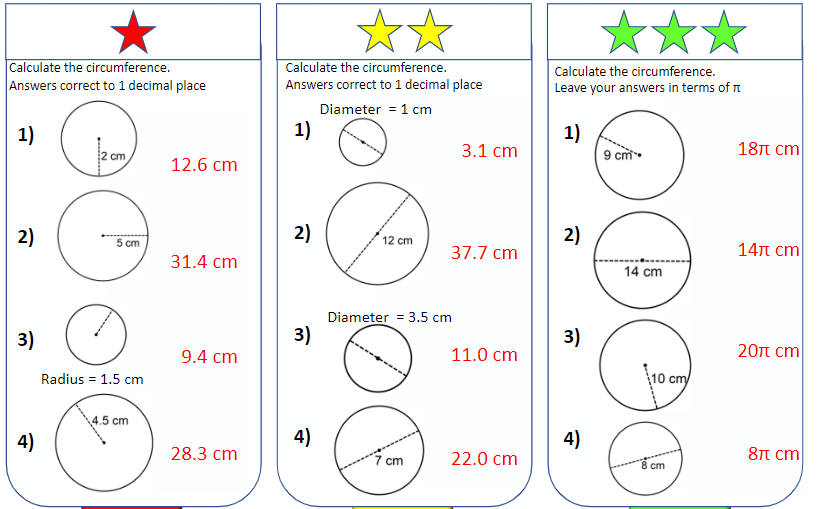 Calculate the circumference.
Answers correct to 1 decimal place
1)
2 cm
12.6 cm
2)
5 cm
31.4 cm
3)
9.4 cm
Radius = 1.5 cm
4)
4.5 cm
28.3 cm
Calculate the circumference.
Answers correct to 1 decimal place
Diameter = 1 cm
1)
3.1 cm
2)
12 cm
37.7 cm
Diameter = 3.5 cm
3)
11.0 cm
4)
7 cm
22.0 cm
Calculate the circumference.
Leave your answers in terms of π
1)
9 cm
18π cm
2)
14 cm
14π cm
3)
10 cm
20π cm
4)
8 cm
8π cm